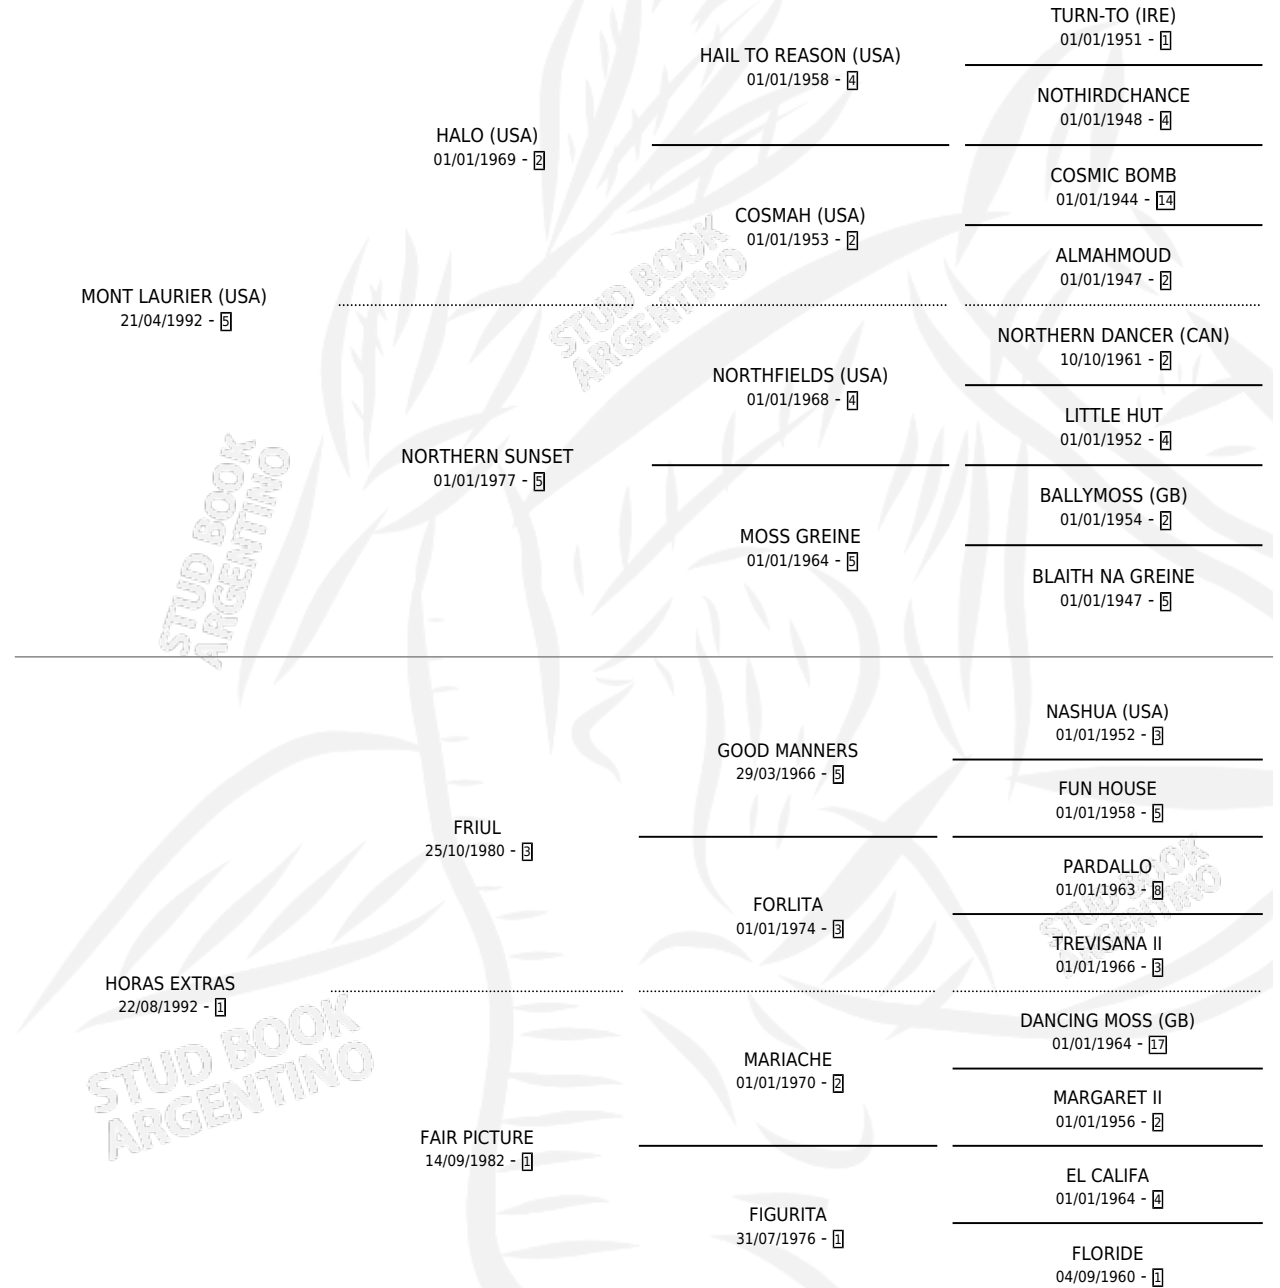 TURN-TO (IRE)
01/01/1951 - 1
HAIL TO REASON (USA)
01/01/1958 - 4
NOTHIRDCHANCE
01/01/1948 - 4
HALO (USA)
01/01/1969 - 2
COSMIC BOMB
01/01/1944 - 14
COSMAH (USA)
01/01/1953 - 2
ALMAHMOUD
01/01/1947 - 2
MONT LAURIER (USA)
21/04/1992 - 5
NORTHERN DANCER (CAN)
10/10/1961 - 2
NORTHFIELDS (USA)
01/01/1968 - 4
LITTLE HUT
01/01/1952 - 4
NORTHERN SUNSET
01/01/1977 - 5
BALLYMOSS (GB)
01/01/1954 - 2
MOSS GREINE
01/01/1964 - 5
BLAITH NA GREINE
01/01/1947 - 5
STUD BOOK
ARGENTINO
STUD BOOK
ARGENTINO
NASHUA (USA)
01/01/1952 - 3
GOOD MANNERS
29/03/1966 - 5
FUN HOUSE
01/01/1958 - 5
FRIUL
25/10/1980 - 3
PARDALLO
01/01/1963 - 8
FORLITA
01/01/1974 - 3
TREVISANA II
01/01/1966 - 3
HORAS EXTRAS
22/08/1992 - 1
DANCING MOSS (GB)
01/01/1964 - 17
MARIACHE
01/01/1970 - 2
MARGARET II
01/01/1956 - 2
FAIR PICTURE
14/09/1982 - 1
EL CALIFA
01/01/1964 - 4
FIGURITA
31/07/1976 - 1
FLORIDE
04/09/1960 - 1
STUD BOOK
ARGENTINO
STUD BOOK
ARGENTINO